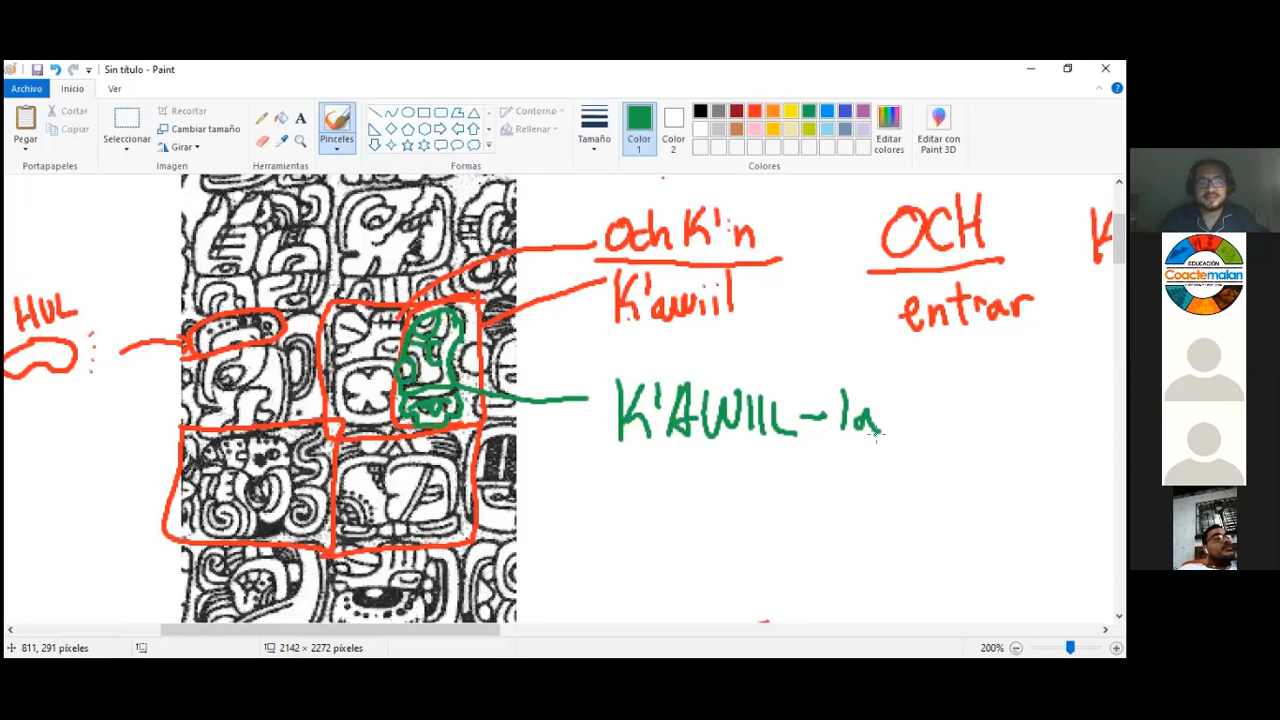 Sin título - Paint
Archivo
Inicio
Ver
Pegar
Cortar
Copiar
Portapapeles
Seleccionar
Recortar
Cambiar tamaño
Girar
Imagen
Herramientas
Pinceles
Contorno
Rellenar
Formas
Tamaño
Color 1
Color 2
Editar colores
Colores
Editar con Paint 3D
Och K'in
K'awiil
OCH
entrar
K
HUL
K'AWIIL-la
EDUCACIÓN
Coactemalan
811, 291 píxeles
2142 × 2272 píxeles
200%